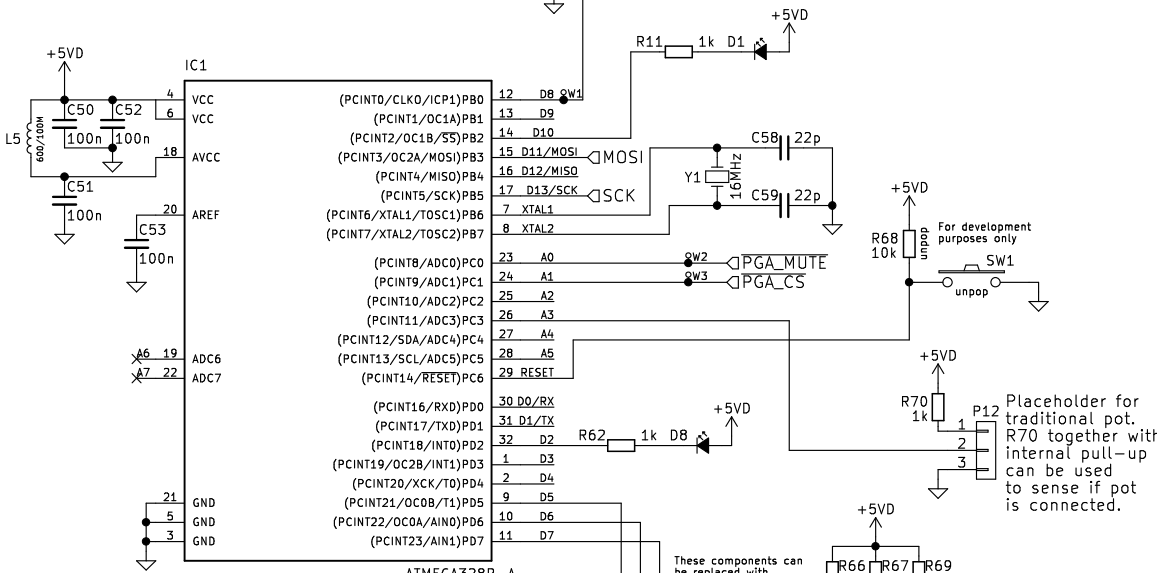 +5VD
R11 1k D1
+5VD
IC1
4 VCC
6 VCC
L5 600/100M
C50 100n
C52 100n
18 AVCC
C51
100n
20 AREF
C53
100n
A6 19 ADC6
A7 22 ADC7
21 GND
5 GND
3 GND
(PCINT0/CLKO/ICP1)PB0 12 D8 W1
(PCINT1/OC1A)PB1 13 D9
(PCINT2/OC1B/SS)PB2 14 D10
(PCINT3/OC2A/MOSI)PB3 15 D11/MOSI MOSI
(PCINT4/MISO)PB4 16 D12/MISO
(PCINT5/SCK)PB5 17 D13/SCK SCK
(PCINT6/XTAL1/TOSC1)PB6 7 XTAL1
(PCINT7/XTAL2/TOSC2)PB7 8 XTAL2
(PCINT8/ADC0)PC0 23 A0 W2 PGA_MUTE
(PCINT9/ADC1)PC1 24 A1 W3 PGA_CS
(PCINT10/ADC2)PC2 25 A2
(PCINT11/ADC3)PC3 26 A3
(PCINT12/SDA/ADC4)PC4 27 A4
(PCINT13/SCL/ADC5)PC5 28 A5
(PCINT14/RESET)PC6 29 RESET
(PCINT16/RXD)PD0 30 D0/RX
(PCINT17/TXD)PD1 31 D1/TX
(PCINT18/INT0)PD2 32 D2
(PCINT19/OC2B/INT1)PD3 1 D3
(PCINT20/XCK/T0)PD4 2 D4
(PCINT21/OC0B/T1)PD5 9 D5
(PCINT22/OC0A/AIN0)PD6 10 D6
(PCINT23/AIN1)PD7 11 D7
C58 22p
Y1 16MHz
C59 22p
+5VD
R68
10k
unpop
For development
purposes only
SW1
unpop
R62 1k D8
+5VD
+5VD
R70
1k
P12
1
2
3
Placeholder for
traditional pot.
R70 together with
internal pull-up
can be used
to sense if pot
is connected.
+5VD
R66 R67 R69
These components can
be replaced with
ATMEGA328P_A